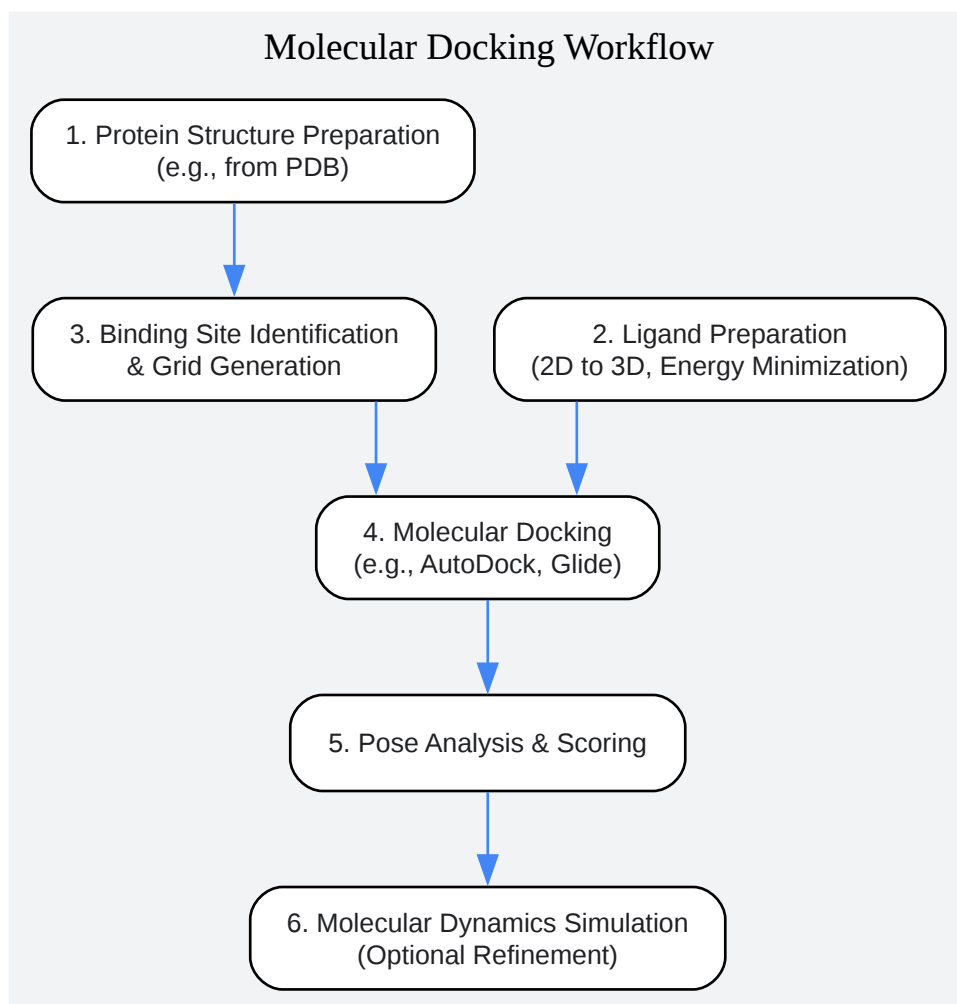 Molecular Docking Workflow
1. Protein Structure Preparation
(e.g., from PDB)
3. Binding Site Identification
& Grid Generation
2. Ligand Preparation
(2D to 3D, Energy Minimization)
4. Molecular Docking
(e.g., AutoDock, Glide)
5. Pose Analysis & Scoring
6. Molecular Dynamics Simulation
(Optional Refinement)